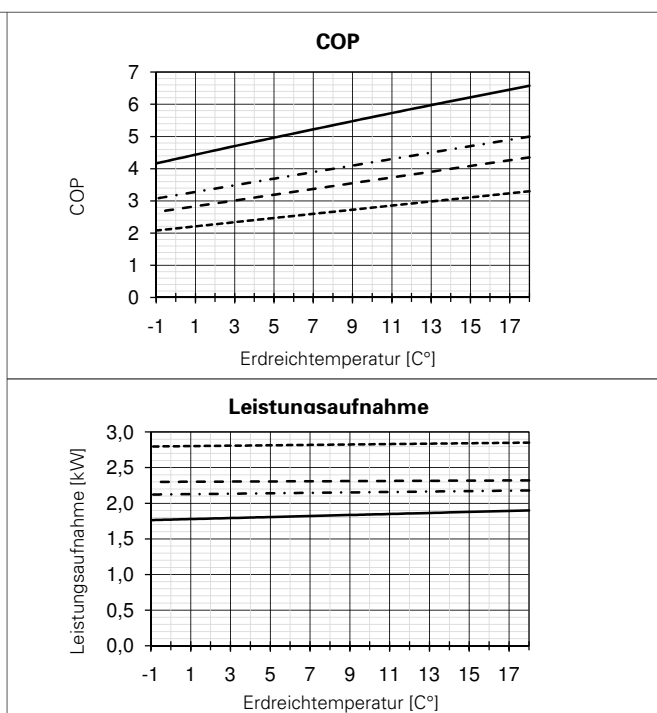 COP
7
6
5
4
3
2
1
0
COP
-1 1 3 5 7 9 11 13 15 17
Erdreichtemperatur [C°]
Leistungsaufnahme
3,0
2,5
2,0
1,5
1,0
0,5
0,0
Leistungsaufnahme [kW]
-1 1 3 5 7 9 11 13 15 17
Erdreichtemperatur [C°]